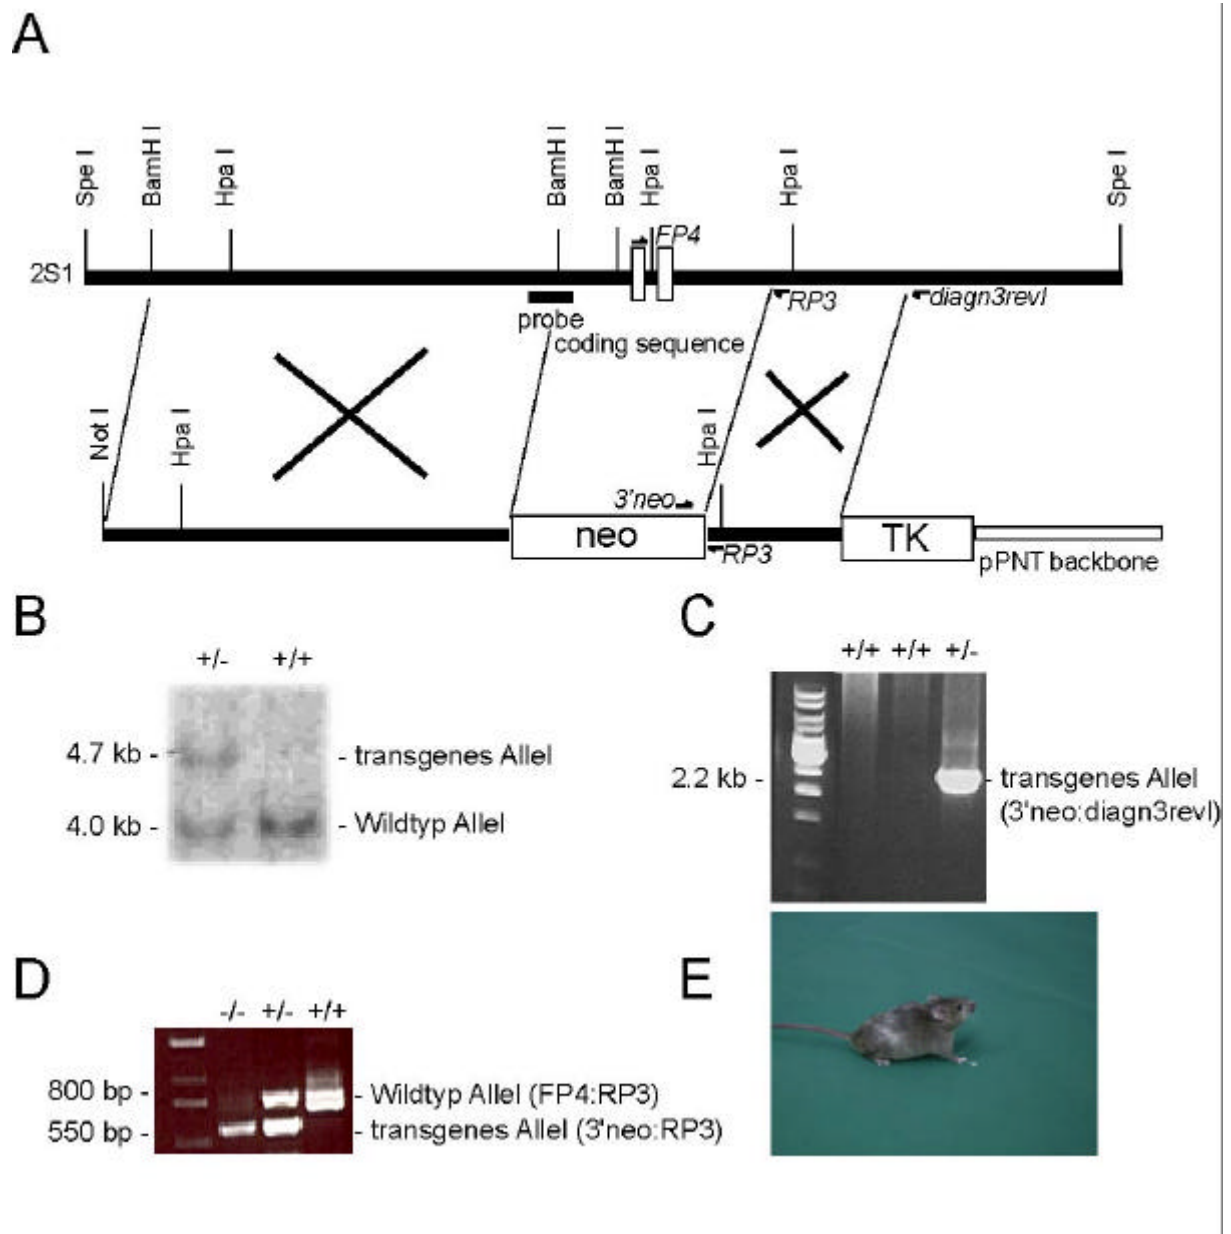 A
Spe I
BamH I
Hpa I
BamH I
BamH I
Hpa I
Hpa I
Spe I
FP4
2S1
RP3
diagn3revI
probe
coding sequence
Not I
Hpa I
Hpa I
3'neo
neo
TK
RP3
pPNT backbone
B
+/- +/+
4.7 kb - - transgenes Allel
4.0 kb - - Wildtyp Allel
C
+/+ +/+ +/-
2.2 kb - - transgenes Allel
(3'neo:diagn3revI)
D
-/- +/- +/+
800 bp - - Wildtyp Allel (FP4:RP3)
550 bp - - transgenes Allel (3'neo:RP3)
E